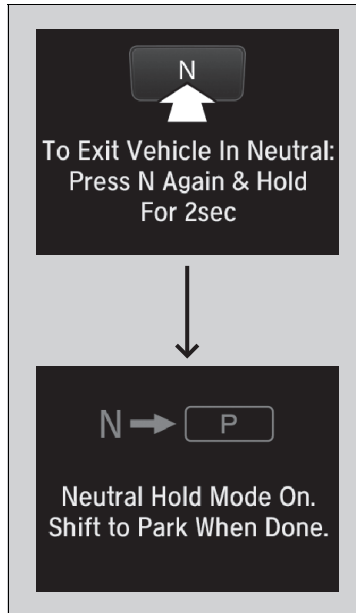 N
To Exit Vehicle In Neutral:
Press N Again & Hold
For 2sec
N P
Neutral Hold Mode On.
Shift to Park When Done.